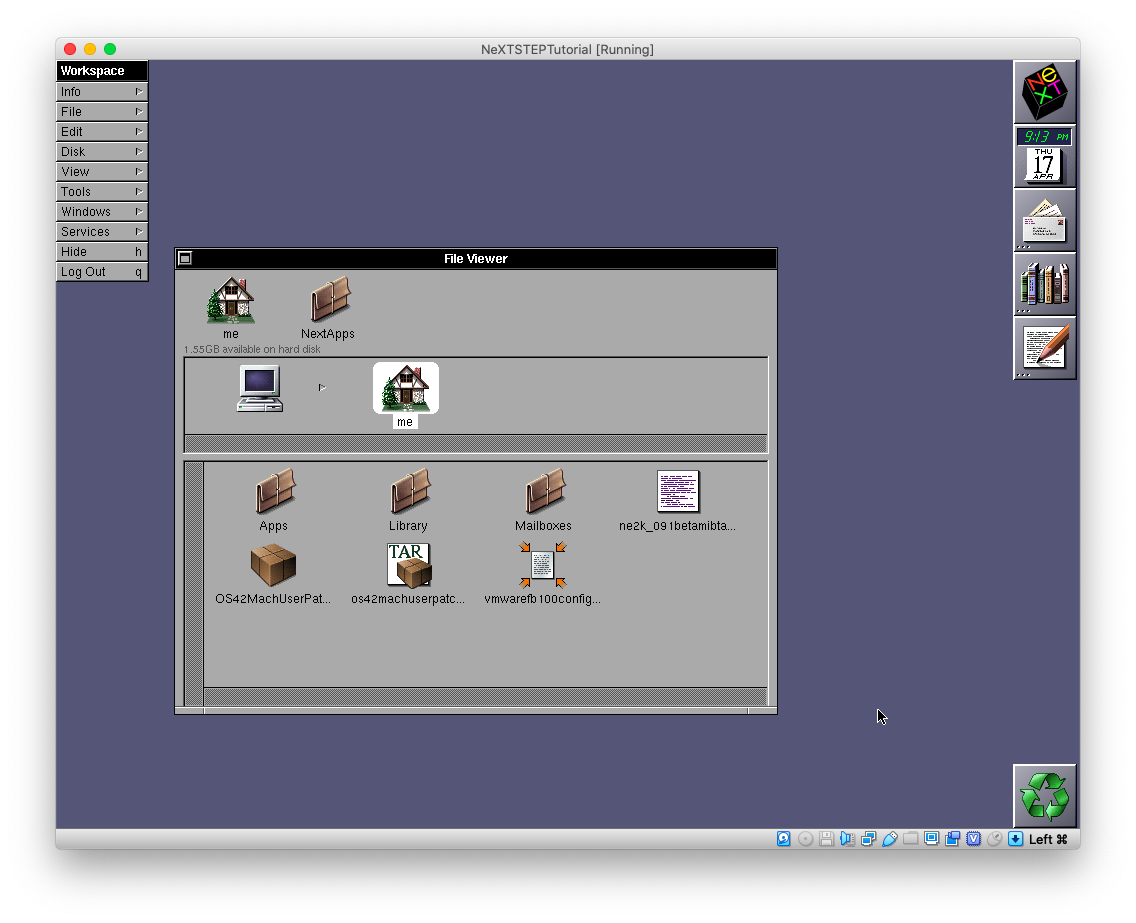 NeXTSTEPTutorial [Running]
Workspace
Info
File
Edit
Disk
View
Tools
Windows
Services
Hide h
Log Out q
NeXT
9:13 PM
THU
17
APR
File Viewer
me NextApps
1.55GB available on hard disk
me
Apps Library Mailboxes ne2k_091betamibta...
TAR
OS42MachUserPat... os42machuserpatc... vmwarefb100config...
Left ⌘